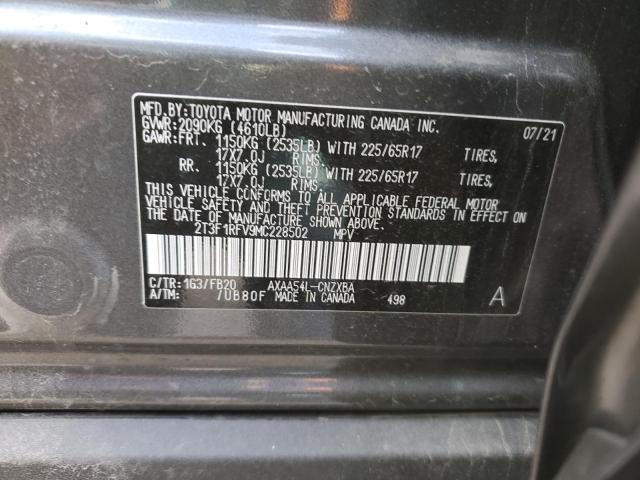 MFD.BY:TOYOTA MOTOR MANUFACTURING CANADA INC.
GVWR:2090KG (4610LB) 07/21
GAWR:FRT. 1150KG (2535LB) WITH 225/65R17 TIRES,
17X7.0J RIMS.
RR. 1150KG (2535LB) WITH 225/65R17 TIRES,
17X7.0J RIMS.
THIS VEHICLE CONFORMS TO ALL APPLICABLE FEDERAL MOTOR
VEHICLE SAFETY AND THEFT PREVENTION STANDARDS IN EFFECT
ON THE DATE OF MANUFACTURE SHOWN ABOVE.
2T3F1RFV9MC228502 MPV
C/TR:1G3/FB20 AXAA54L-CNZXBA
A/TM: /UB80F MADE IN CANADA 498 A